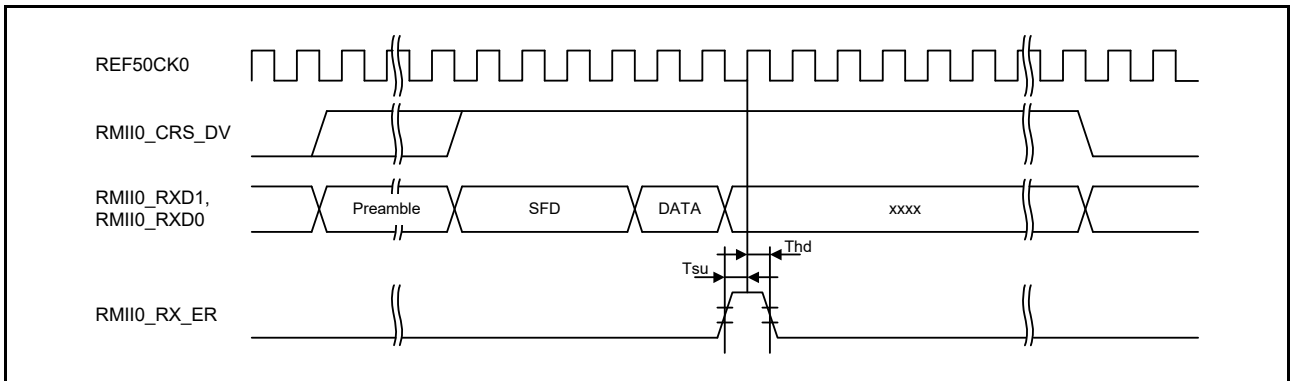 REF50CK0
RMII0_CRS_DV
RMII0_RXD1,
RMII0_RXD0
Preamble SFD DATA xxxx
Thd
Tsu
RMII0_RX_ER